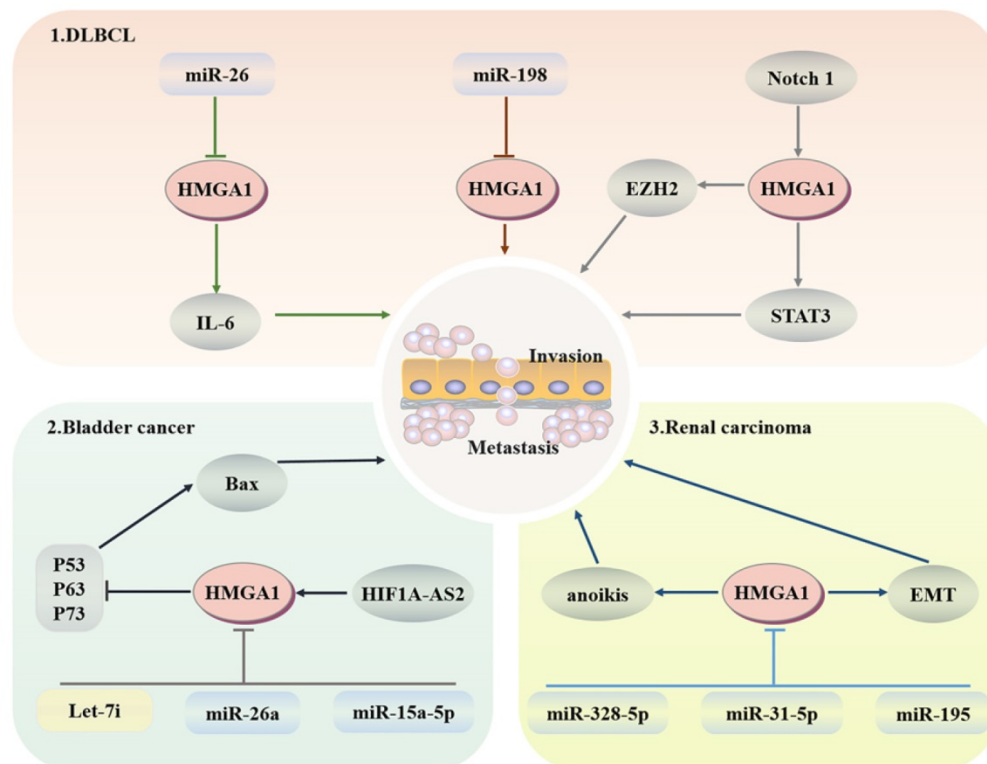 1.DLBCL
miR-26
miR-198
Notch 1
HMGA1
HMGA1
EZH2
HMGA1
IL-6
STAT3
Invasion
Metastasis
2.Bladder cancer
Bax
P53
P63
P73
HMGA1
HIF1A-AS2
Let-7i
miR-26a
miR-15a-5p
3.Renal carcinoma
anoikis
HMGA1
EMT
miR-328-5p
miR-31-5p
miR-195